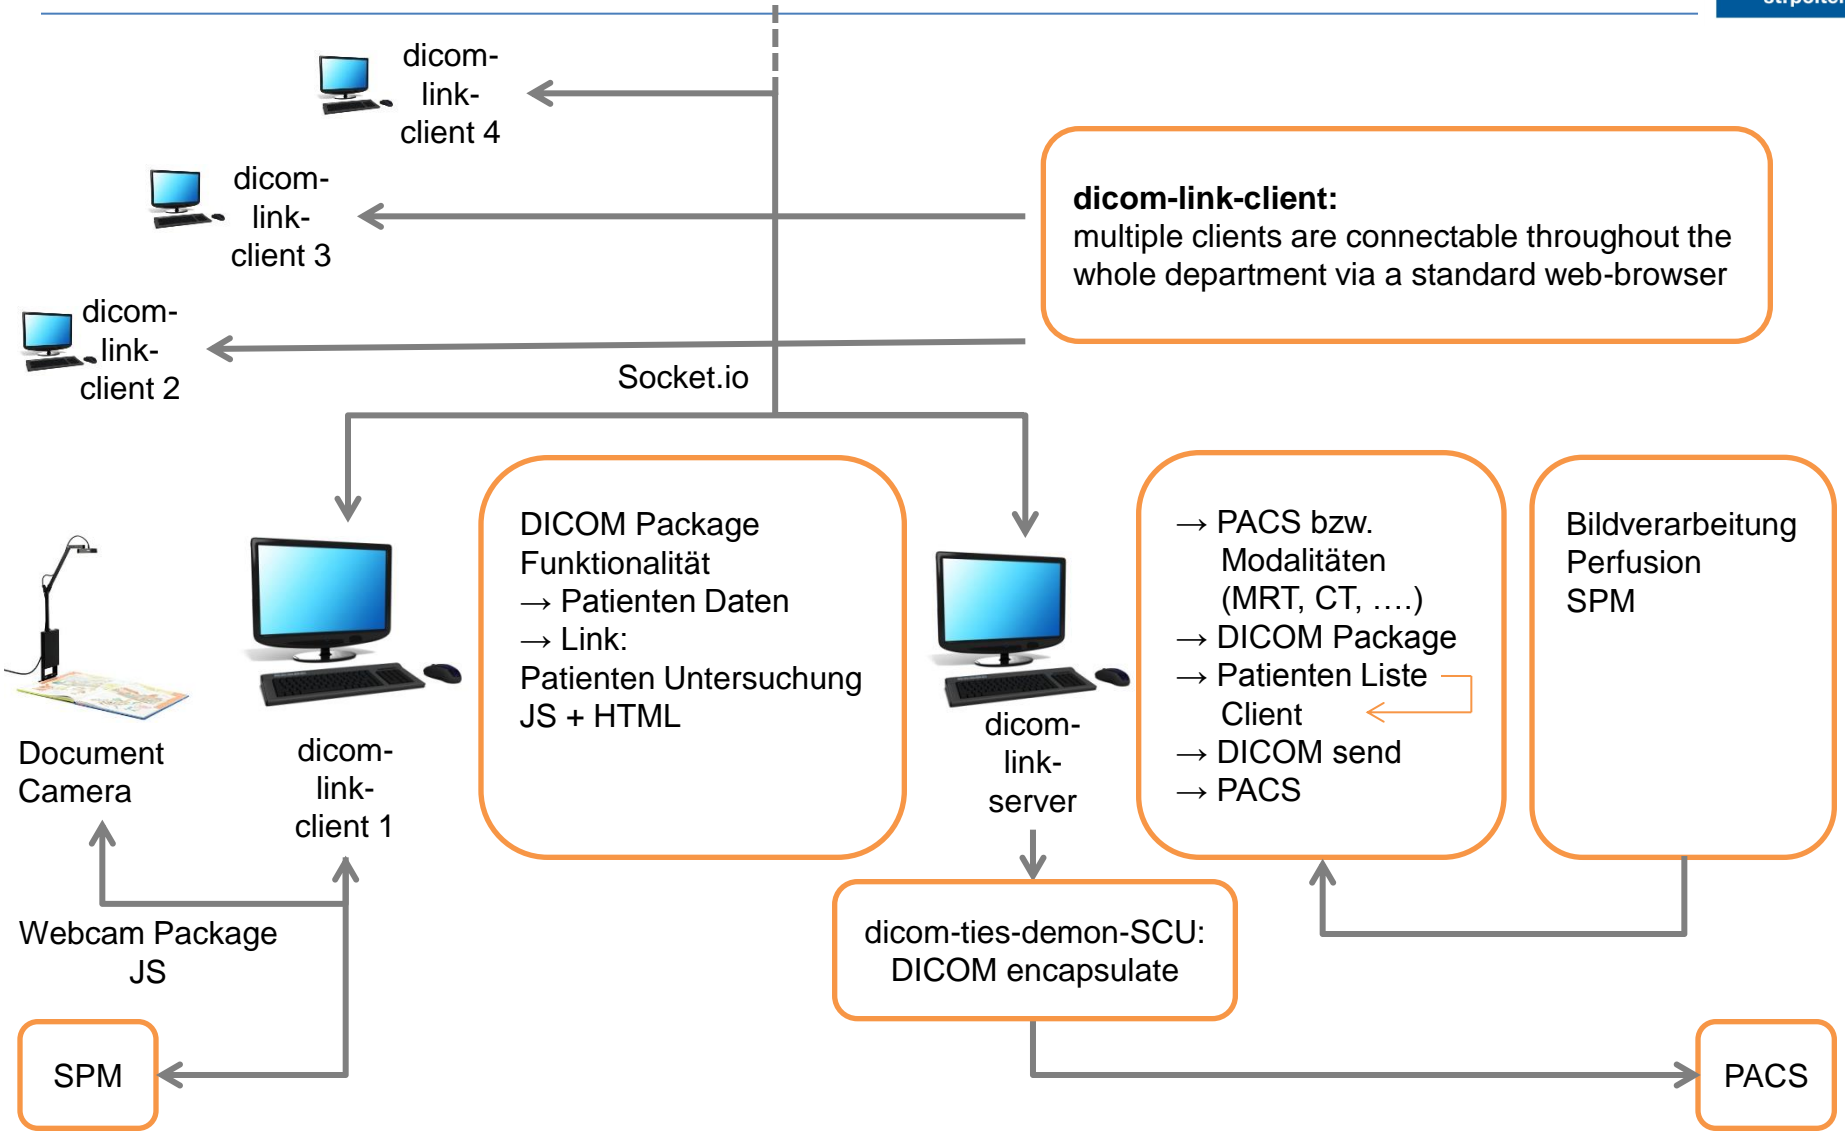 dicom-
link-
client 4
dicom-
link-
client 3
dicom-link-client:
multiple clients are connectable throughout the
whole department via a standard web-browser
dicom-
link-
client 2
Socket.io
DICOM Package
Funktionalität
→ Patienten Daten
→ Link:
Patienten Untersuchung
JS + HTML
→ PACS bzw.
Modalitäten
(MRT, CT, ….)
→ DICOM Package
→ Patienten Liste
Client
→ DICOM send
→ PACS
Bildverarbeitung
Perfusion
SPM
Document
Camera
dicom-
link-
client 1
dicom-
link-
server
Webcam Package
JS
dicom-ties-demon-SCU:
DICOM encapsulate
SPM
PACS